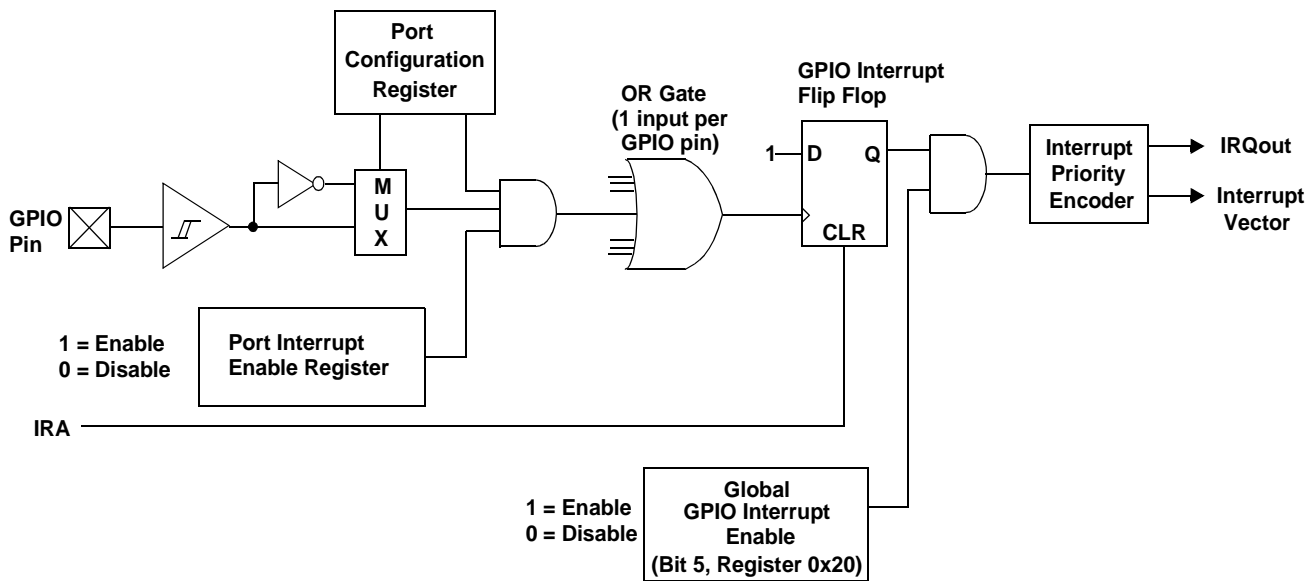 Port
Configuration
Register
OR Gate
(1 input per
GPIO pin)
GPIO Interrupt
Flip Flop
GPIO
Pin
M
U
X
1
D
Q
CLR
Interrupt
Priority
Encoder
IRQout
Interrupt
Vector
1 = Enable
0 = Disable
Port Interrupt
Enable Register
IRA
1 = Enable
0 = Disable
Global
GPIO Interrupt
Enable
(Bit 5, Register 0x20)